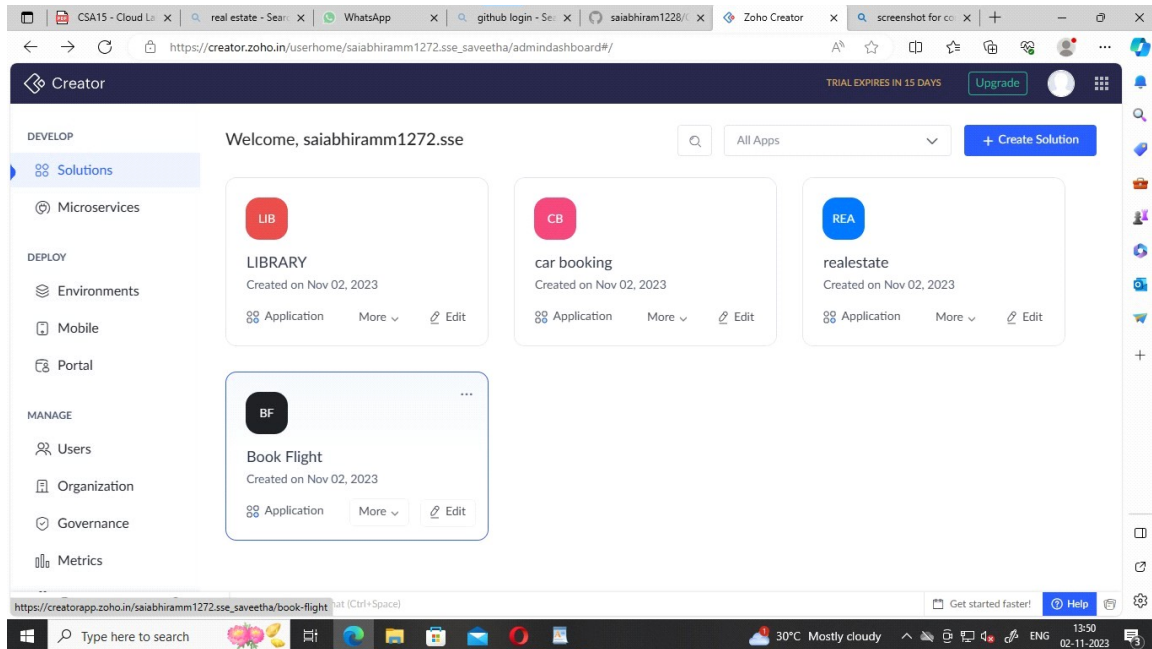 CSA15 - Cloud La
real estate - Searc
WhatsApp
github login - Sea
saiabhiram1228/
Zoho Creator
screenshot for co
https://creator.zoho.in/userhome/saiabhiramm1272.sse_saveetha/admindashboard#/
Creator
TRIAL EXPIRES IN 15 DAYS
Upgrade
DEVELOP
Solutions
Microservices
DEPLOY
Environments
Mobile
Portal
MANAGE
Users
Organization
Governance
Metrics
Welcome, saiabhiramm1272.sse
All Apps
+ Create Solution
LIB
LIBRARY
Created on Nov 02, 2023
Application More Edit
CB
car booking
Created on Nov 02, 2023
Application More Edit
REA
realestate
Created on Nov 02, 2023
Application More Edit
BF
Book Flight
Created on Nov 02, 2023
Application More Edit
https://creatorapp.zoho.in/saiabhiramm1272.sse_saveetha/book-flight
(Ctrl+Space)
Get started faster!
Help
Type here to search
30°C Mostly cloudy
ENG
13:50
02-11-2023
3